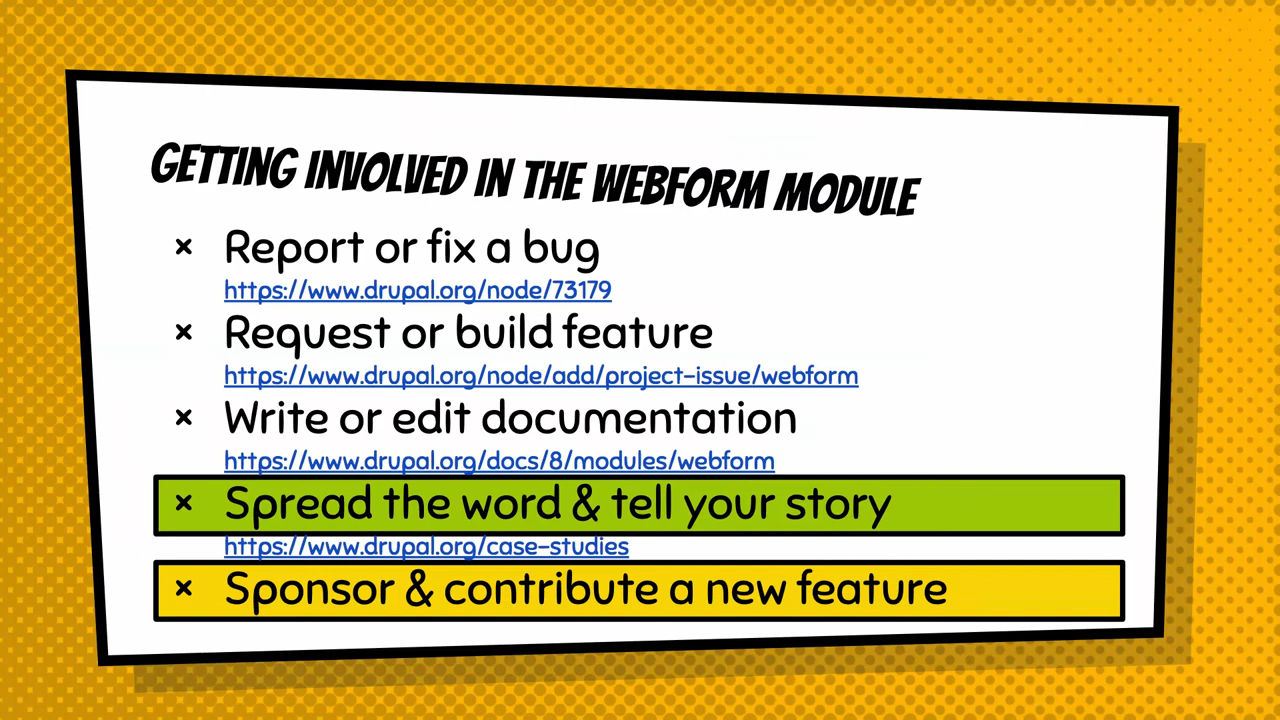 GETTING INVOLVED IN THE WEBFORM MODULE
× Report or fix a bug
https://www.drupal.org/node/73179
× Request or build feature
https://www.drupal.org/node/add/project-issue/webform
× Write or edit documentation
https://www.drupal.org/docs/8/modules/webform
× Spread the word & tell your story
https://www.drupal.org/case-studies
× Sponsor & contribute a new feature